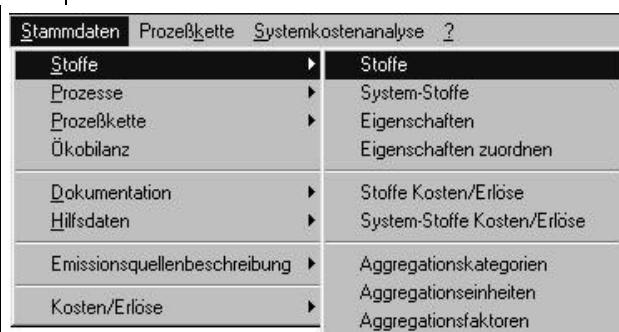 Stammdaten Prozeßkette Systemkostenanalyse ?
Stoffe
Prozesse
Prozeßkette
Ökobilanz
Dokumentation
Hilfsdaten
Emissionsquellenbeschreibung
Kosten/Erlöse
Stoffe
System-Stoffe
Eigenschaften
Eigenschaften zuordnen
Stoffe Kosten/Erlöse
System-Stoffe Kosten/Erlöse
Aggregationskategorien
Aggregationseinheiten
Aggregationsfaktoren